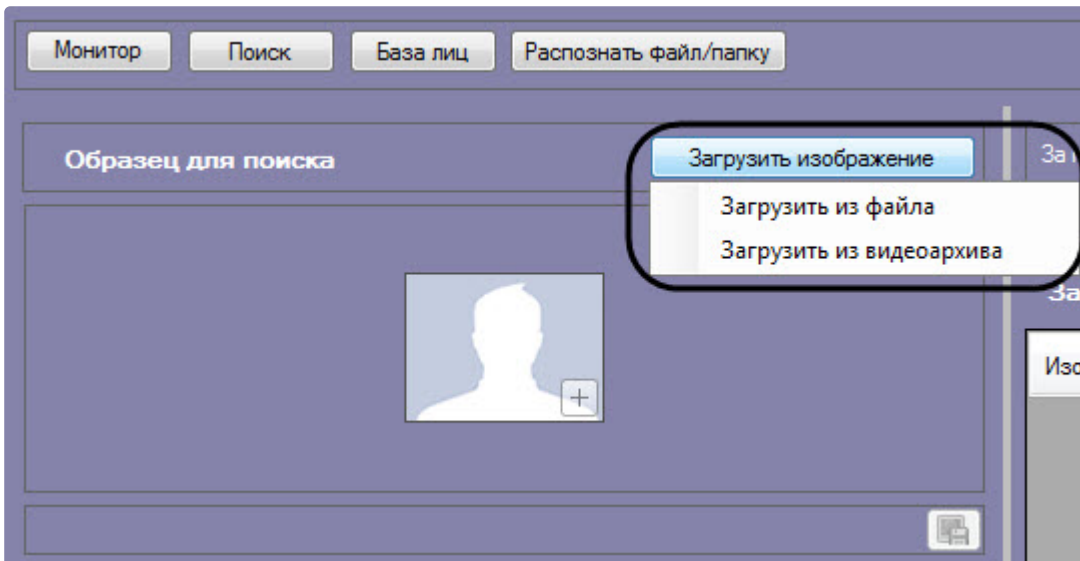 Монитор Поиск База лиц Распознать файл/папку
Образец для поиска Загрузить изображение
Загрузить из файла
Загрузить из видеоархива